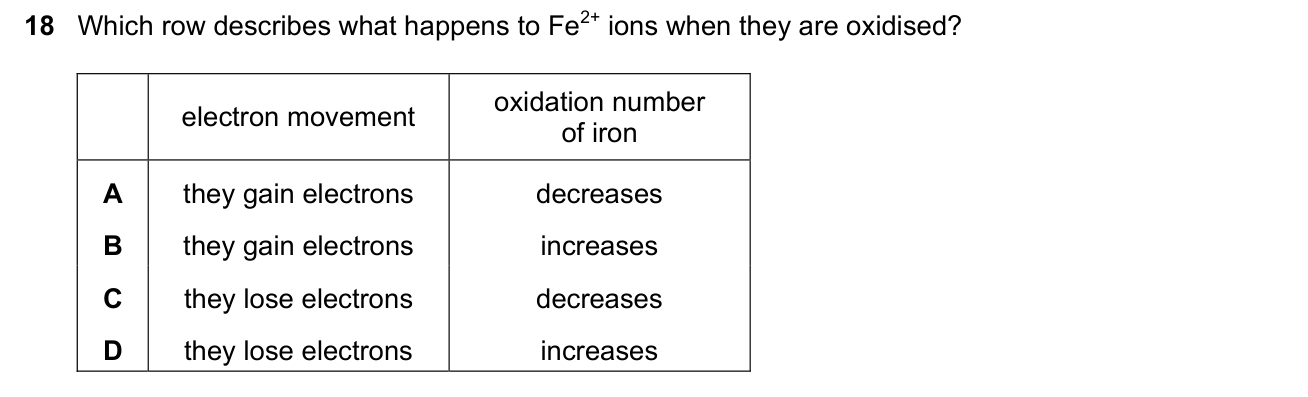 18 Which row describes what happens to Fe²⁺ ions when they are oxidised?
electron movement
oxidation number
of iron
A they gain electrons decreases
B they gain electrons increases
C they lose electrons decreases
D they lose electrons increases